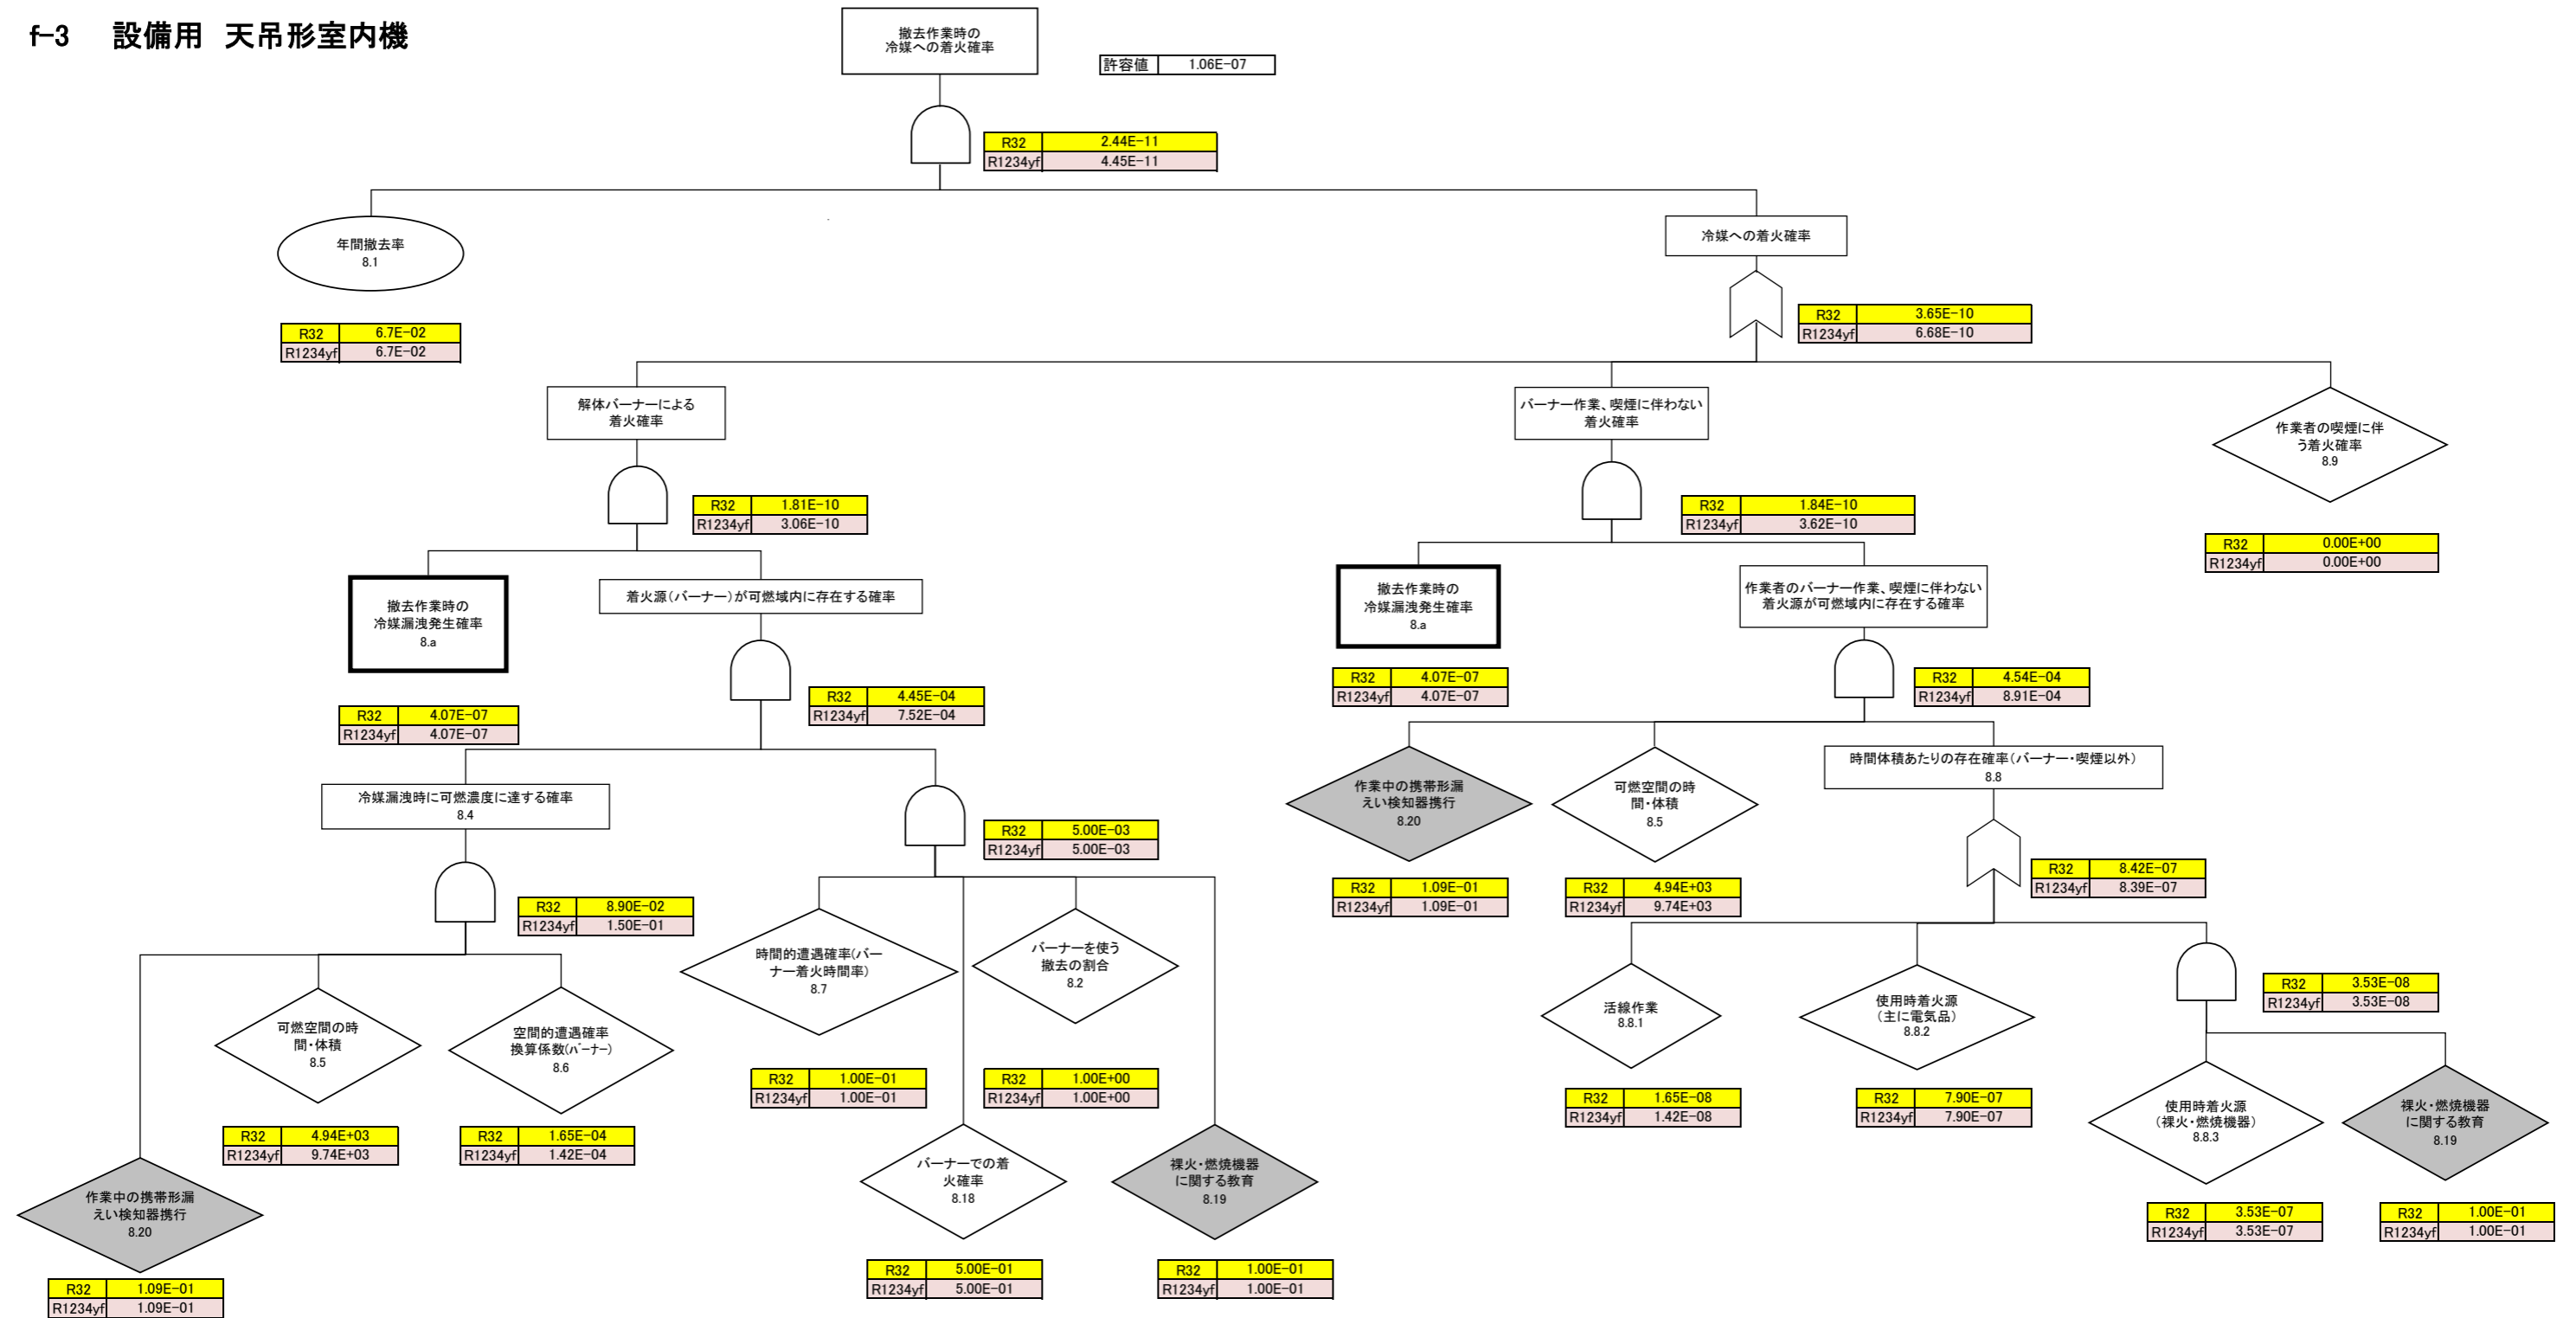 f-3 設備用 天吊形室内機
撤去作業時の
冷媒への着火確率
許容値 1.06E-07
R32 2.44E-11
R1234yf 4.45E-11
年間撤去率
8.1
R32 6.7E-02
R1234yf 6.7E-02
冷媒への着火確率
R32 3.65E-10
R1234yf 6.68E-10
解体バーナーによる
着火確率
R32 1.81E-10
R1234yf 3.06E-10
バーナー作業、喫煙に伴わない
着火確率
R32 1.84E-10
R1234yf 3.62E-10
作業者の喫煙に伴
う着火確率
8.9
R32 0.00E+00
R1234yf 0.00E+00
撤去作業時の
冷媒漏洩発生確率
8.a
R32 4.07E-07
R1234yf 4.07E-07
着火源(バーナー)が可燃域内に存在する確率
R32 4.45E-04
R1234yf 7.52E-04
撤去作業時の
冷媒漏洩発生確率
8.a
R32 4.07E-07
R1234yf 4.07E-07
作業者のバーナー作業、喫煙に伴わない
着火源が可燃域内に存在する確率
R32 4.54E-04
R1234yf 8.91E-04
冷媒漏洩時に可燃濃度に達する確率
8.4
R32 8.90E-02
R1234yf 1.50E-01
R32 5.00E-03
R1234yf 5.00E-03
作業中の携帯形漏
えい検知器携行
8.20
R32 1.09E-01
R1234yf 1.09E-01
可燃空間の時
間・体積
8.5
R32 4.94E+03
R1234yf 9.74E+03
時間体積あたりの存在確率(バーナー・喫煙以外)
8.8
R32 8.42E-07
R1234yf 8.39E-07
作業中の携帯形漏
えい検知器携行
8.20
R32 1.09E-01
R1234yf 1.09E-01
可燃空間の時
間・体積
8.5
R32 4.94E+03
R1234yf 9.74E+03
空間的遭遇確率
換算係数(ﾊﾞｰﾅｰ)
8.6
R32 1.65E-04
R1234yf 1.42E-04
時間的遭遇確率(バー
ナー着火時間率)
8.7
R32 1.00E-01
R1234yf 1.00E-01
バーナーでの着
火確率
8.18
R32 5.00E-01
R1234yf 5.00E-01
バーナーを使う
撤去の割合
8.2
R32 1.00E+00
R1234yf 1.00E+00
裸火・燃焼機器
に関する教育
8.19
R32 1.00E-01
R1234yf 1.00E-01
活線作業
8.8.1
R32 1.65E-08
R1234yf 1.42E-08
使用時着火源
(主に電気品)
8.8.2
R32 7.90E-07
R1234yf 7.90E-07
R32 3.53E-08
R1234yf 3.53E-08
使用時着火源
(裸火・燃焼機器)
8.8.3
R32 3.53E-07
R1234yf 3.53E-07
裸火・燃焼機器
に関する教育
8.19
R32 1.00E-01
R1234yf 1.00E-01